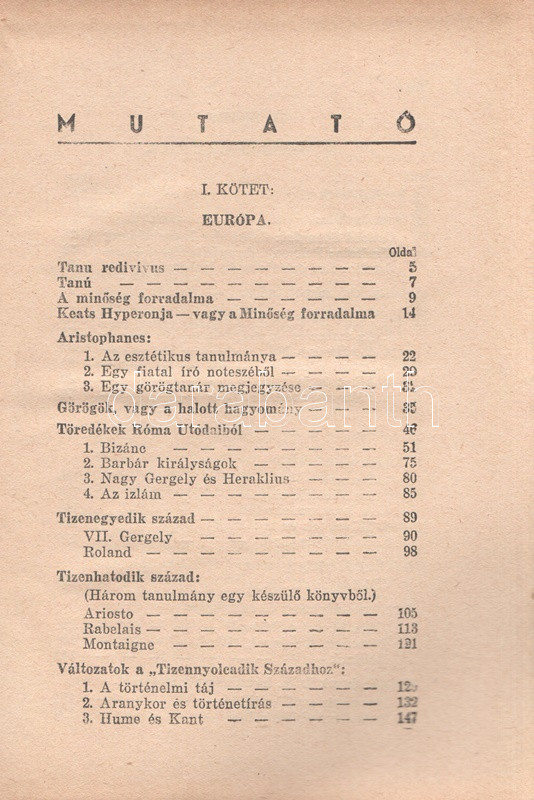 MUTATÓ
I. KÖTET:
EURÓPA.
Oldal
Tanu redivivus — — — — — — — — 5
Tanú — — — — — — — — — — 7
A minőség forradalma — — — — — — 9
Keats Hyperonja — vagy a Minőség forradalma 14
Aristophanes:
1. Az esztétikus tanulmánya — — — — 22
2. Egy fiatal író noteszéből — — — — 29
3. Egy görögtanár megjegyzése — — — 31
Görögök, vagy a halott hagyomány — — — 35
Töredékek Róma Utódaiból — — — — — 46
1. Bizánc — — — — — — — — 51
2. Barbár királyságok — — — — — 75
3. Nagy Gergely és Heraklius — — — — 80
4. Az izlám — — — — — — — 85
Tizenegyedik század — — — — — — — 89
VII. Gergely — — — — — — — — 90
Roland — — — — — — — — — 98
Tizenhatodik század:
(Három tanulmány egy készülő könyvből.)
Ariosto — — — — — — — — — 105
Rabelais — — — — — — — — — 113
Montaigne — — — — — — — — 121
Változatok a „Tizennyolcadik Századhoz":
1. A történelmi táj — — — — — —
2. Aranykor és történetírás — — — — 132
3. Hume és Kant — — — — — — 147
darabanth